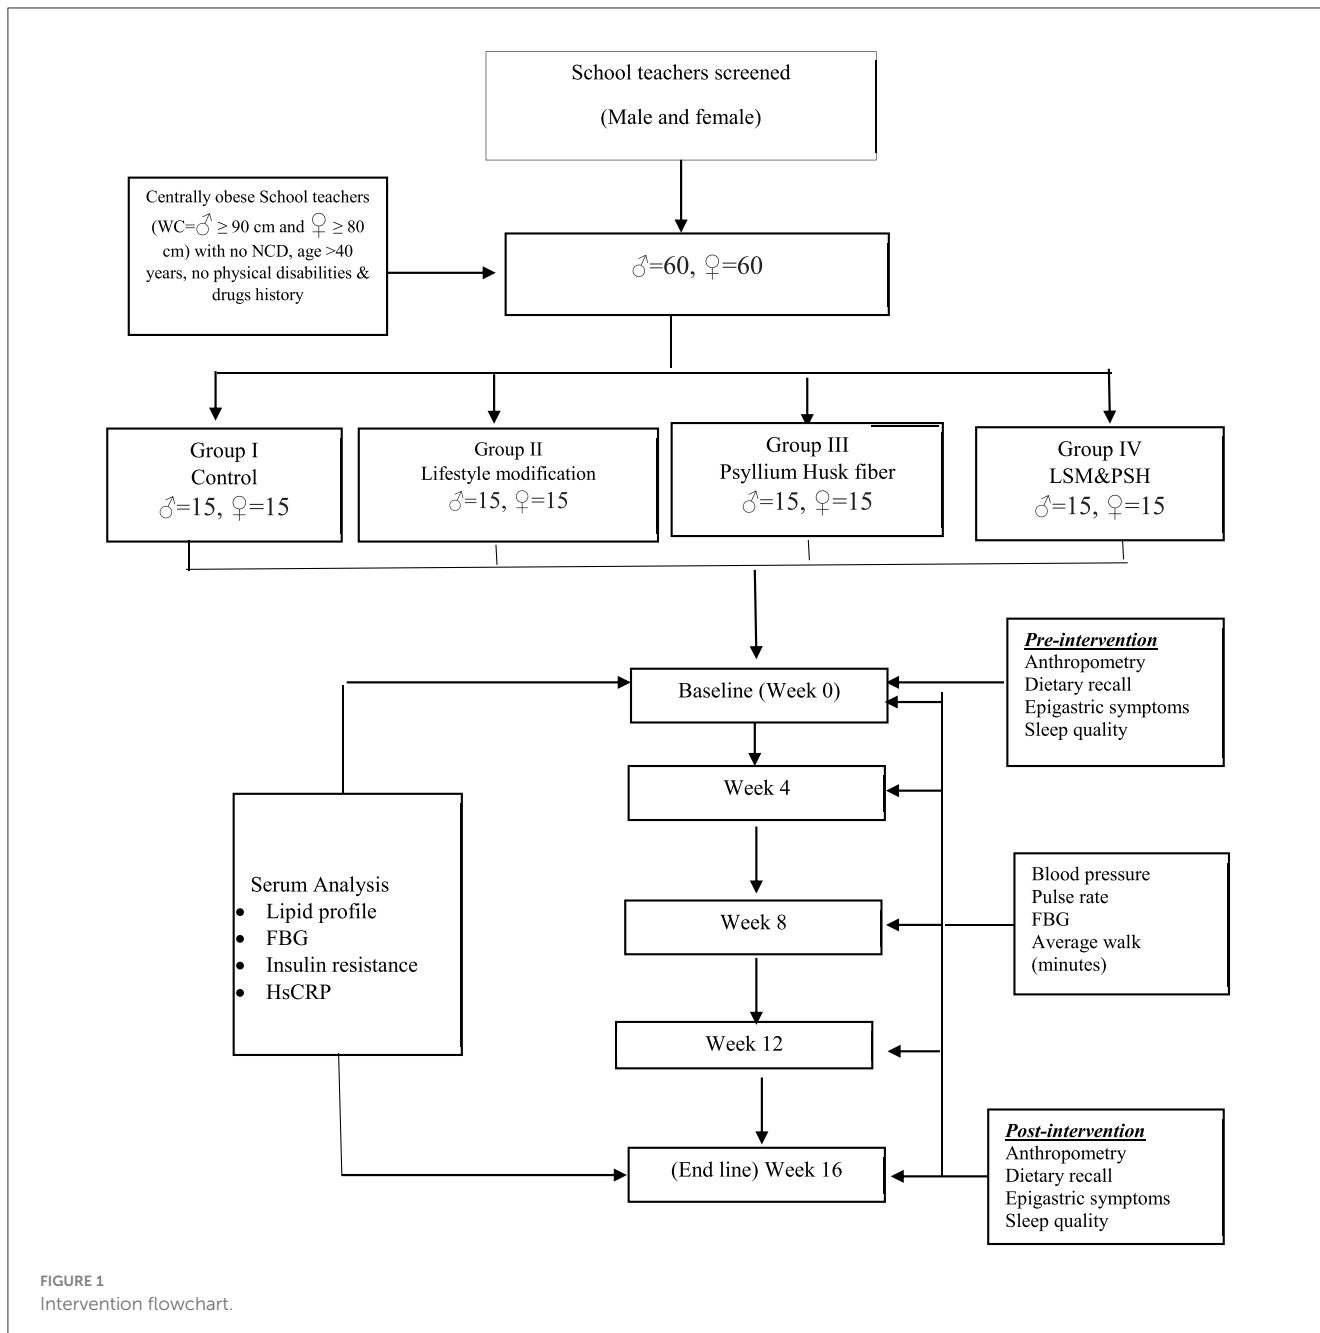 School teachers screened
(Male and female)
Centrally obese School teachers
(WC=♂ ≥ 90 cm and ♀ ≥ 80
cm) with no NCD, age >40
years, no physical disabilities &
drugs history
♂=60, ♀=60
Group I
Control
♂=15, ♀=15
Group II
Lifestyle modification
♂=15, ♀=15
Group III
Psyllium Husk fiber
♂=15, ♀=15
Group IV
LSM&PSH
♂=15, ♀=15
Pre-intervention
Anthropometry
Dietary recall
Epigastric symptoms
Sleep quality
Baseline (Week 0)
Week 4
Serum Analysis
• Lipid profile
• FBG
• Insulin resistance
• HsCRP
Week 8
Blood pressure
Pulse rate
FBG
Average walk
(minutes)
Week 12
(End line) Week 16
Post-intervention
Anthropometry
Dietary recall
Epigastric symptoms
Sleep quality
FIGURE 1
Intervention flowchart.